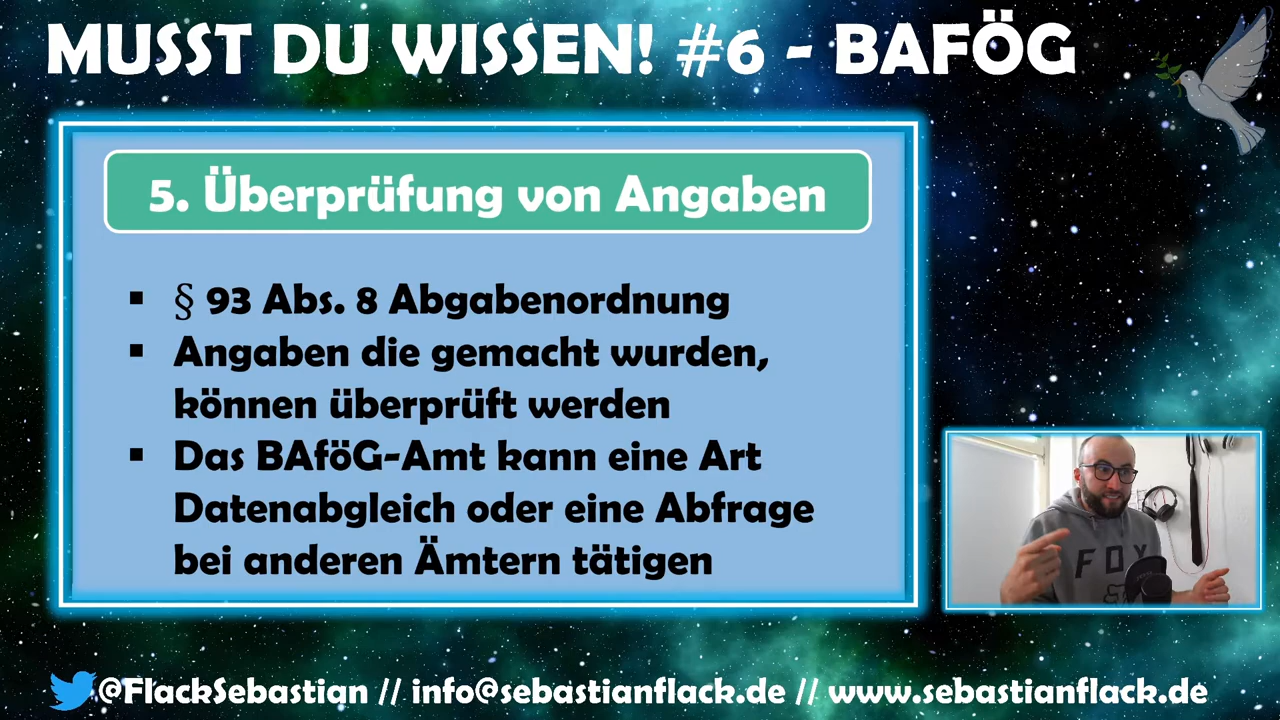 MUSST DU WISSEN! #6 - BAFÖG
5. Überprüfung von Angaben
▪ § 93 Abs. 8 Abgabenordnung
▪ Angaben die gemacht wurden,
können überprüft werden
▪ Das BAföG-Amt kann eine Art
Datenabgleich oder eine Abfrage
bei anderen Ämtern tätigen
FOX
@FlackSebastian // info@sebastianflack.de // www.sebastianflack.de